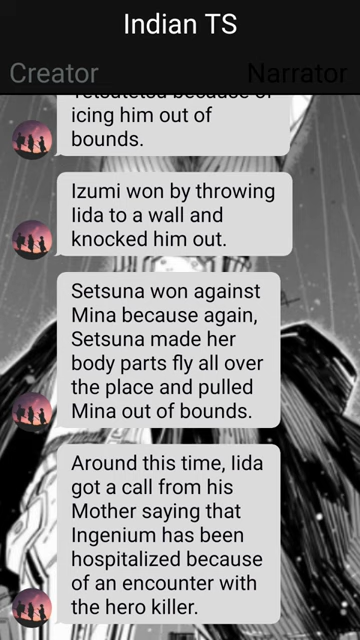 Indian TS
Creator
Narrator
Tetsutetsu because of
icing him out of
bounds.
Izumi won by throwing
Iida to a wall and
knocked him out.
Setsuna won against
Mina because again,
Setsuna made her
body parts fly all over
the place and pulled
Mina out of bounds.
Around this time, Iida
got a call from his
Mother saying that
Ingenium has been
hospitalized because
of an encounter with
the hero killer.